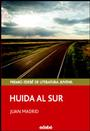 PREMIO EDEBÉ DE LITERATURA JUVENIL
HUIDA AL SUR
JUAN MADRID
edebé